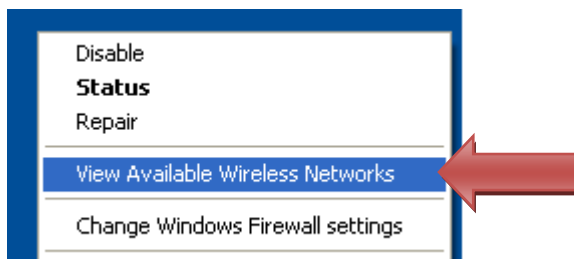 Disable
Status
Repair
View Available Wireless Networks
Change Windows Firewall settings